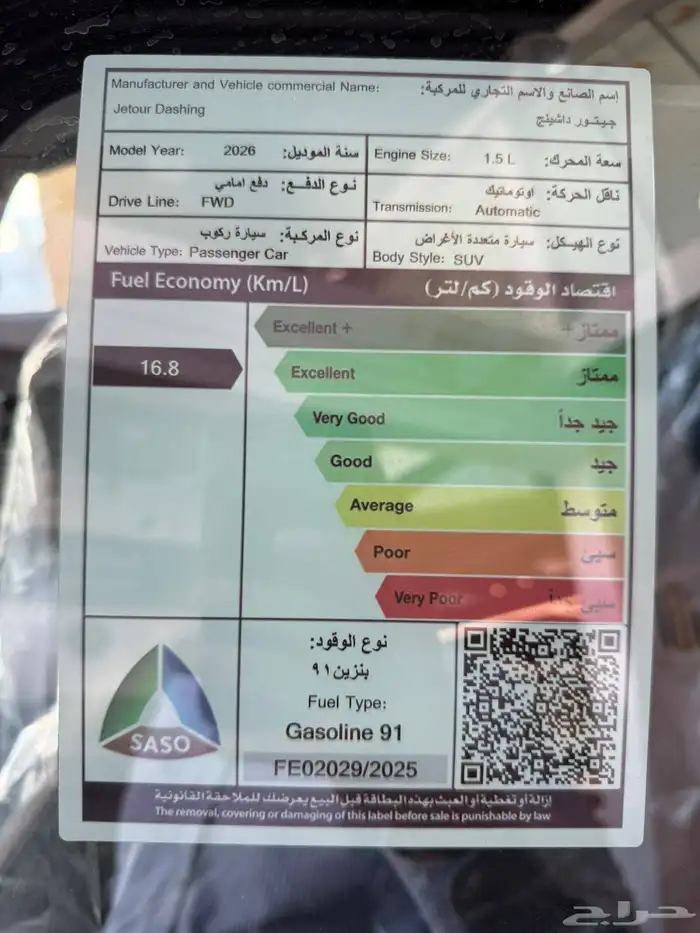 Manufacturer and Vehicle commercial Name: إسم الصانع والاسم التجاري للمركبة:
Jetour Dashing جيتور داشينج
Model Year: 2026 سنة الموديل:
Engine Size: 1.5 L سعة المحرك:
نوع الدفـع: دفع امامي
Drive Line: FWD
ناقل الحركة: اوتوماتيك
Transmission: Automatic
نوع المركبة: سيارة ركوب
Vehicle Type: Passenger Car
نوع الهيكل: سيارة متعددة الأغراض
Body Style: SUV
Fuel Economy (Km/L) اقتصاد الوقود (كم/لتر)
16.8
Excellent + ممتاز+
Excellent ممتاز
Very Good جيد جداً
Good جيد
Average متوسط
Poor سيئ
Very Poor سيئ جداً
SASO
نوع الوقود:
بنزين ٩١
Fuel Type:
Gasoline 91
FE02029/2025
إزالة أو تغطية أو العبث بهذه البطاقة قبل البيع يعرضك للملاحقة القانونية
The removal, covering or damaging of this label before sale is punishable by law
حراج